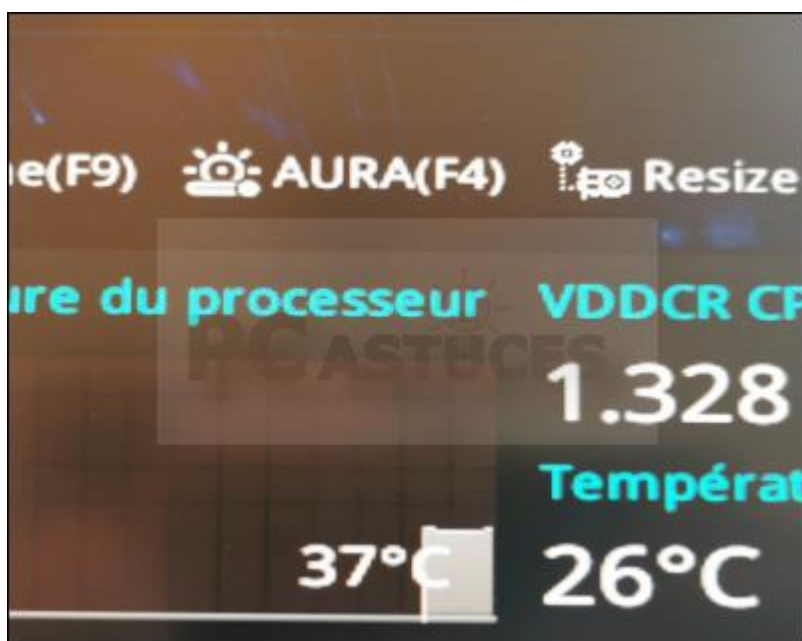 e(F9) AURA(F4) Resize
ure du processeur VDDCR CP
PC ASTUCES
1.328
Températ
37°C 26°C